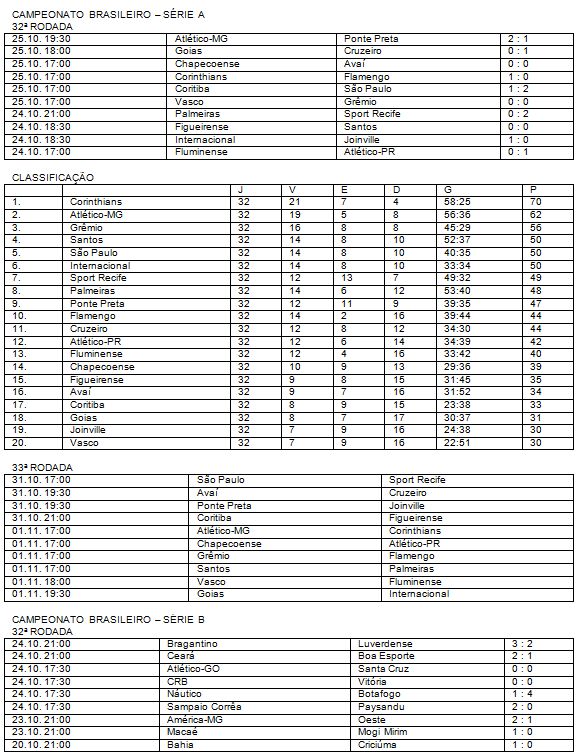 CAMPEONATO BRASILEIRO – SÉRIE A
32ª RODADA
25.10. 19:30 Atlético-MG Ponte Preta 2 : 1
25.10. 18:00 Goias Cruzeiro 0 : 1
25.10. 17:00 Chapecoense Avaí 0 : 0
25.10. 17:00 Corinthians Flamengo 1 : 0
25.10. 17:00 Coritiba São Paulo 1 : 2
25.10. 17:00 Vasco Grêmio 0 : 0
24.10. 21:00 Palmeiras Sport Recife 0 : 2
24.10. 18:30 Figueirense Santos 0 : 0
24.10. 18:30 Internacional Joinville 1 : 0
24.10. 17:00 Fluminense Atlético-PR 0 : 1
CLASSIFICAÇÃO
J V E D G P
1. Corinthians 32 21 7 4 58:25 70
2. Atlético-MG 32 19 5 8 56:36 62
3. Grêmio 32 16 8 8 45:29 56
4. Santos 32 14 8 10 52:37 50
5. São Paulo 32 14 8 10 40:35 50
6. Internacional 32 14 8 10 33:34 50
7. Sport Recife 32 12 13 7 49:32 49
8. Palmeiras 32 14 6 12 53:40 48
9. Ponte Preta 32 12 11 9 39:35 47
10. Flamengo 32 14 2 16 39:44 44
11. Cruzeiro 32 12 8 12 34:30 44
12. Atlético-PR 32 12 6 14 34:39 42
13. Fluminense 32 12 4 16 33:42 40
14. Chapecoense 32 10 9 13 29:36 39
15. Figueirense 32 9 8 15 31:45 35
16. Avaí 32 9 7 16 31:52 34
17. Coritiba 32 8 9 15 23:38 33
18. Goias 32 8 7 17 30:37 31
19. Joinville 32 7 9 16 24:38 30
20. Vasco 32 7 9 16 22:51 30
33ª RODADA
31.10. 17:00 São Paulo Sport Recife
31.10. 19:30 Avaí Cruzeiro
31.10. 19:30 Ponte Preta Joinville
31.10. 21:00 Coritiba Figueirense
01.11. 17:00 Atlético-MG Corinthians
01.11. 17:00 Chapecoense Atlético-PR
01.11. 17:00 Grêmio Flamengo
01.11. 17:00 Santos Palmeiras
01.11. 18:00 Vasco Fluminense
01.11. 19:30 Goias Internacional
CAMPEONATO BRASILEIRO – SÉRIE B
32ª RODADA
24.10. 21:00 Bragantino Luverdense 3 : 2
24.10. 21:00 Ceará Boa Esporte 2 : 1
24.10. 17:30 Atlético-GO Santa Cruz 0 : 0
24.10. 17:30 CRB Vitória 0 : 0
24.10. 17:30 Náutico Botafogo 1 : 4
24.10. 17:30 Sampaio Corrêa Paysandu 2 : 0
23.10. 21:00 América-MG Oeste 2 : 1
23.10. 21:00 Macaé Mogi Mirim 1 : 0
20.10. 21:00 Bahia Criciúma 1 : 0